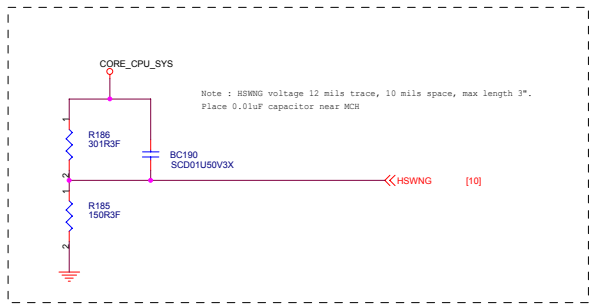 CORE_CPU_SYS
Note : HSWNG voltage 12 mils trace, 10 mils space, max length 3".
Place 0.01uF capacitor near MCH
1
R186
301R3F
2
BC190
SCD01U50V3X
HSWNG [10]
1
R185
150R3F
2